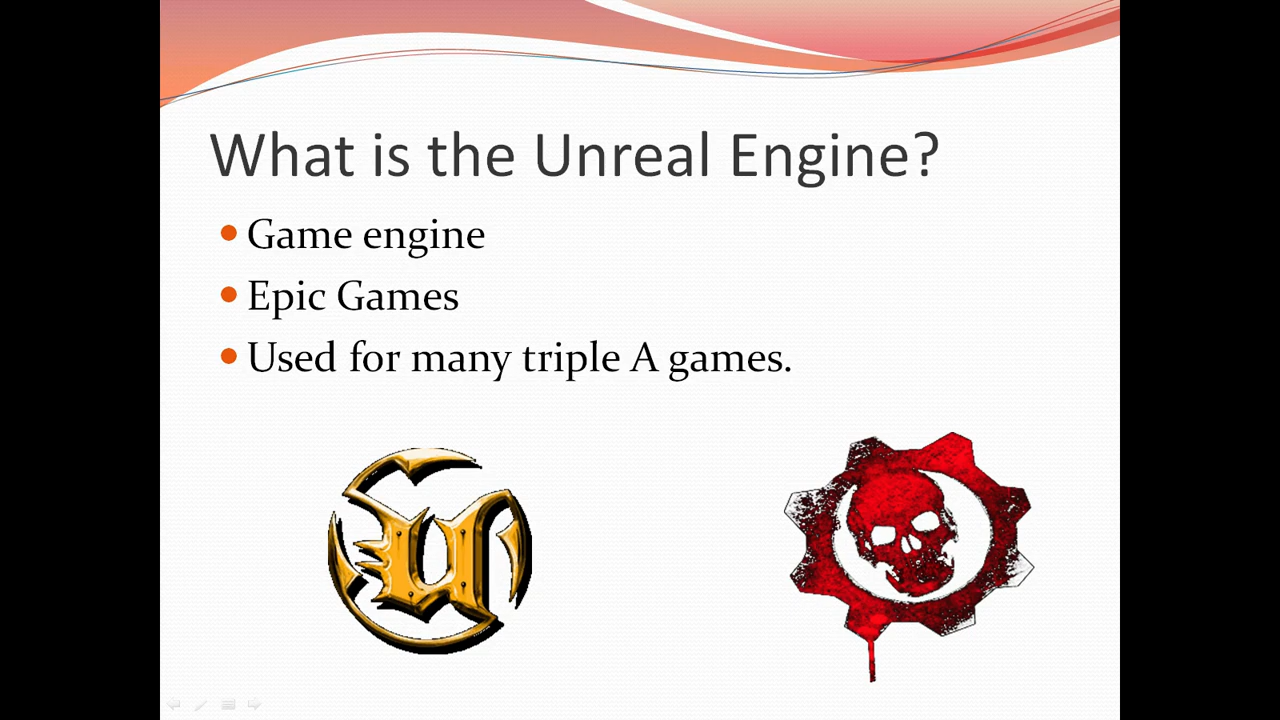 What is the Unreal Engine?
Game engine
Epic Games
Used for many triple A games.